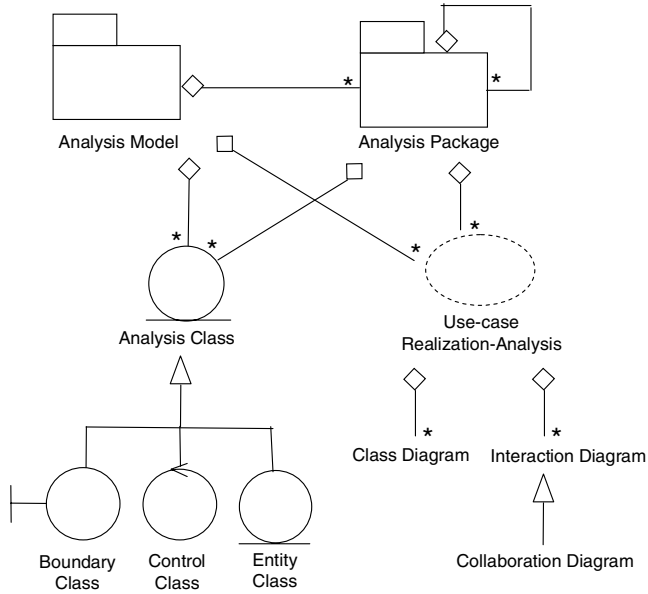 *
*
Analysis Model
Analysis Package
*
*
*
*
Analysis Class
Use-case
Realization-Analysis
*
*
Class Diagram
Interaction Diagram
Boundary
Class
Control
Class
Entity
Class
Collaboration Diagram